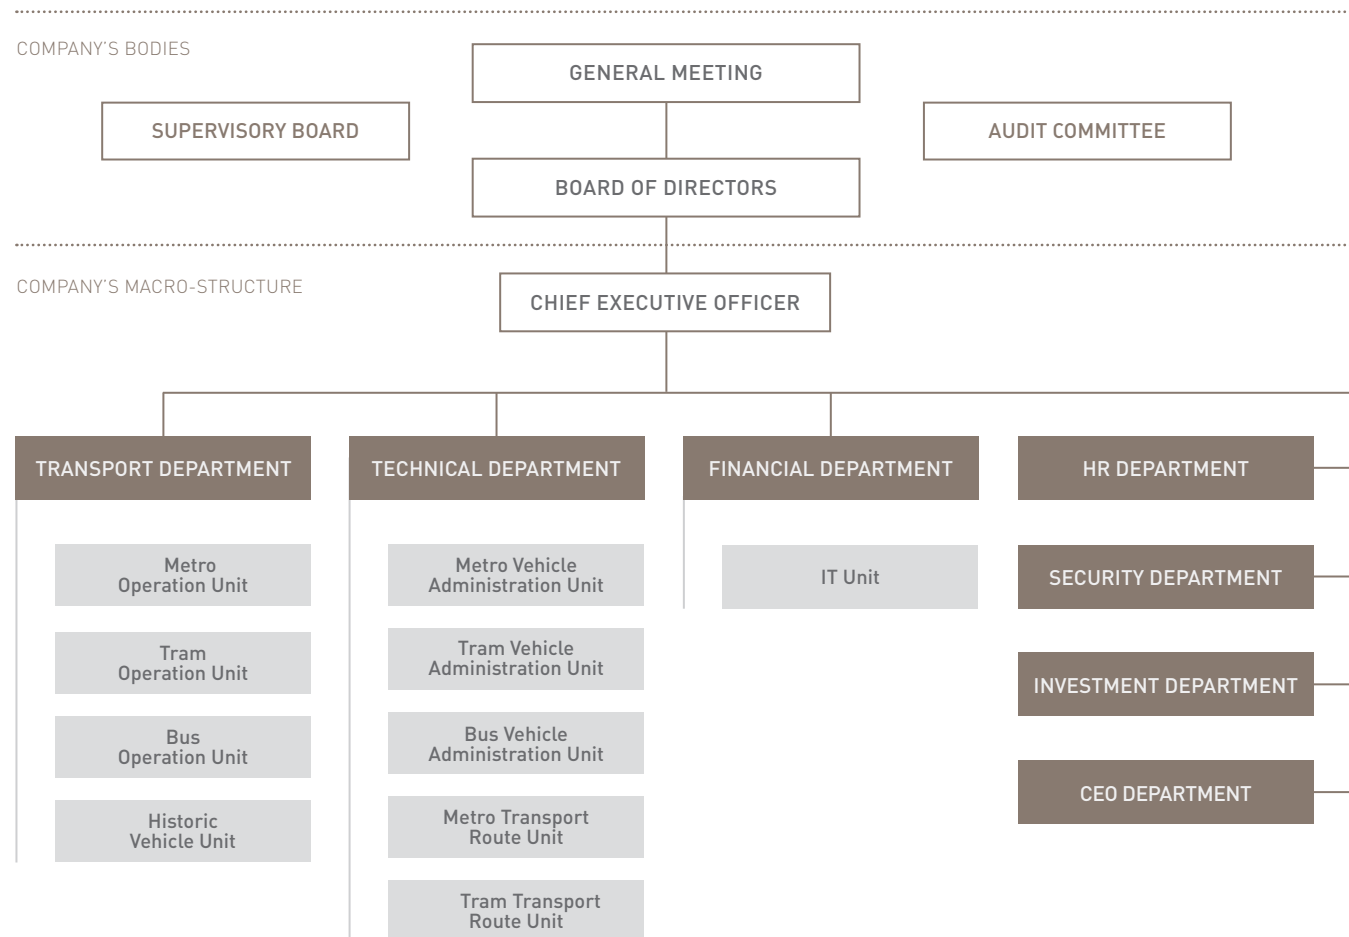 COMPANY'S BODIES
GENERAL MEETING
SUPERVISORY BOARD
AUDIT COMMITTEE
BOARD OF DIRECTORS
COMPANY'S MACRO-STRUCTURE
CHIEF EXECUTIVE OFFICER
TRANSPORT DEPARTMENT
Metro
Operation Unit
Tram
Operation Unit
Bus
Operation Unit
Historic
Vehicle Unit
TECHNICAL DEPARTMENT
Metro Vehicle
Administration Unit
Tram Vehicle
Administration Unit
Bus Vehicle
Administration Unit
Metro Transport
Route Unit
Tram Transport
Route Unit
FINANCIAL DEPARTMENT
IT Unit
HR DEPARTMENT
SECURITY DEPARTMENT
INVESTMENT DEPARTMENT
CEO DEPARTMENT